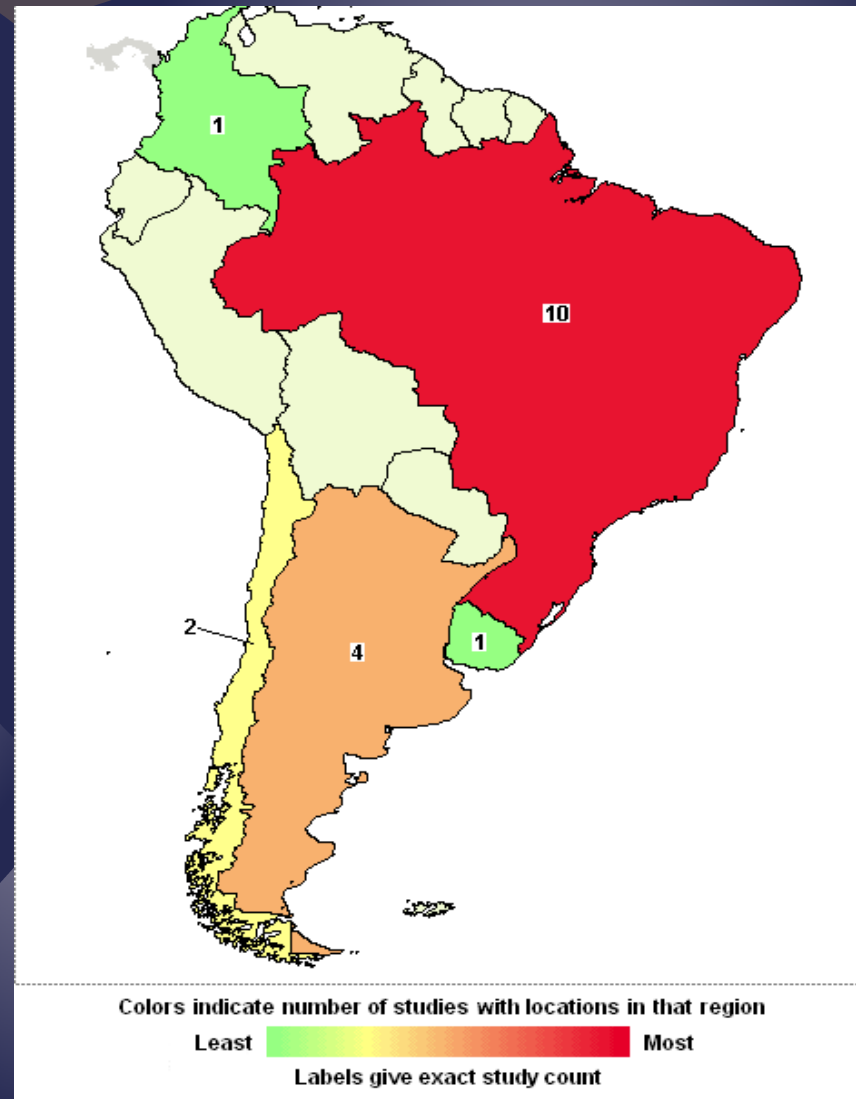 1
10
2
4
1
Colors indicate number of studies with locations in that region
Least Most
Labels give exact study count